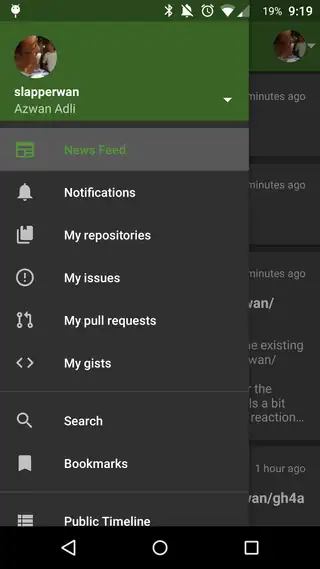 19% 9:19
slapperwan
Azwan Adli
minutes ago
News Feed
Notifications
minutes ago
My repositories
My issues
minutes ago
wan/
My pull requests
e existing
wan/
My gists
r the
ls a bit
reaction...
Search
Bookmarks
1 hour ago
wan/gh4a
Public Timeline